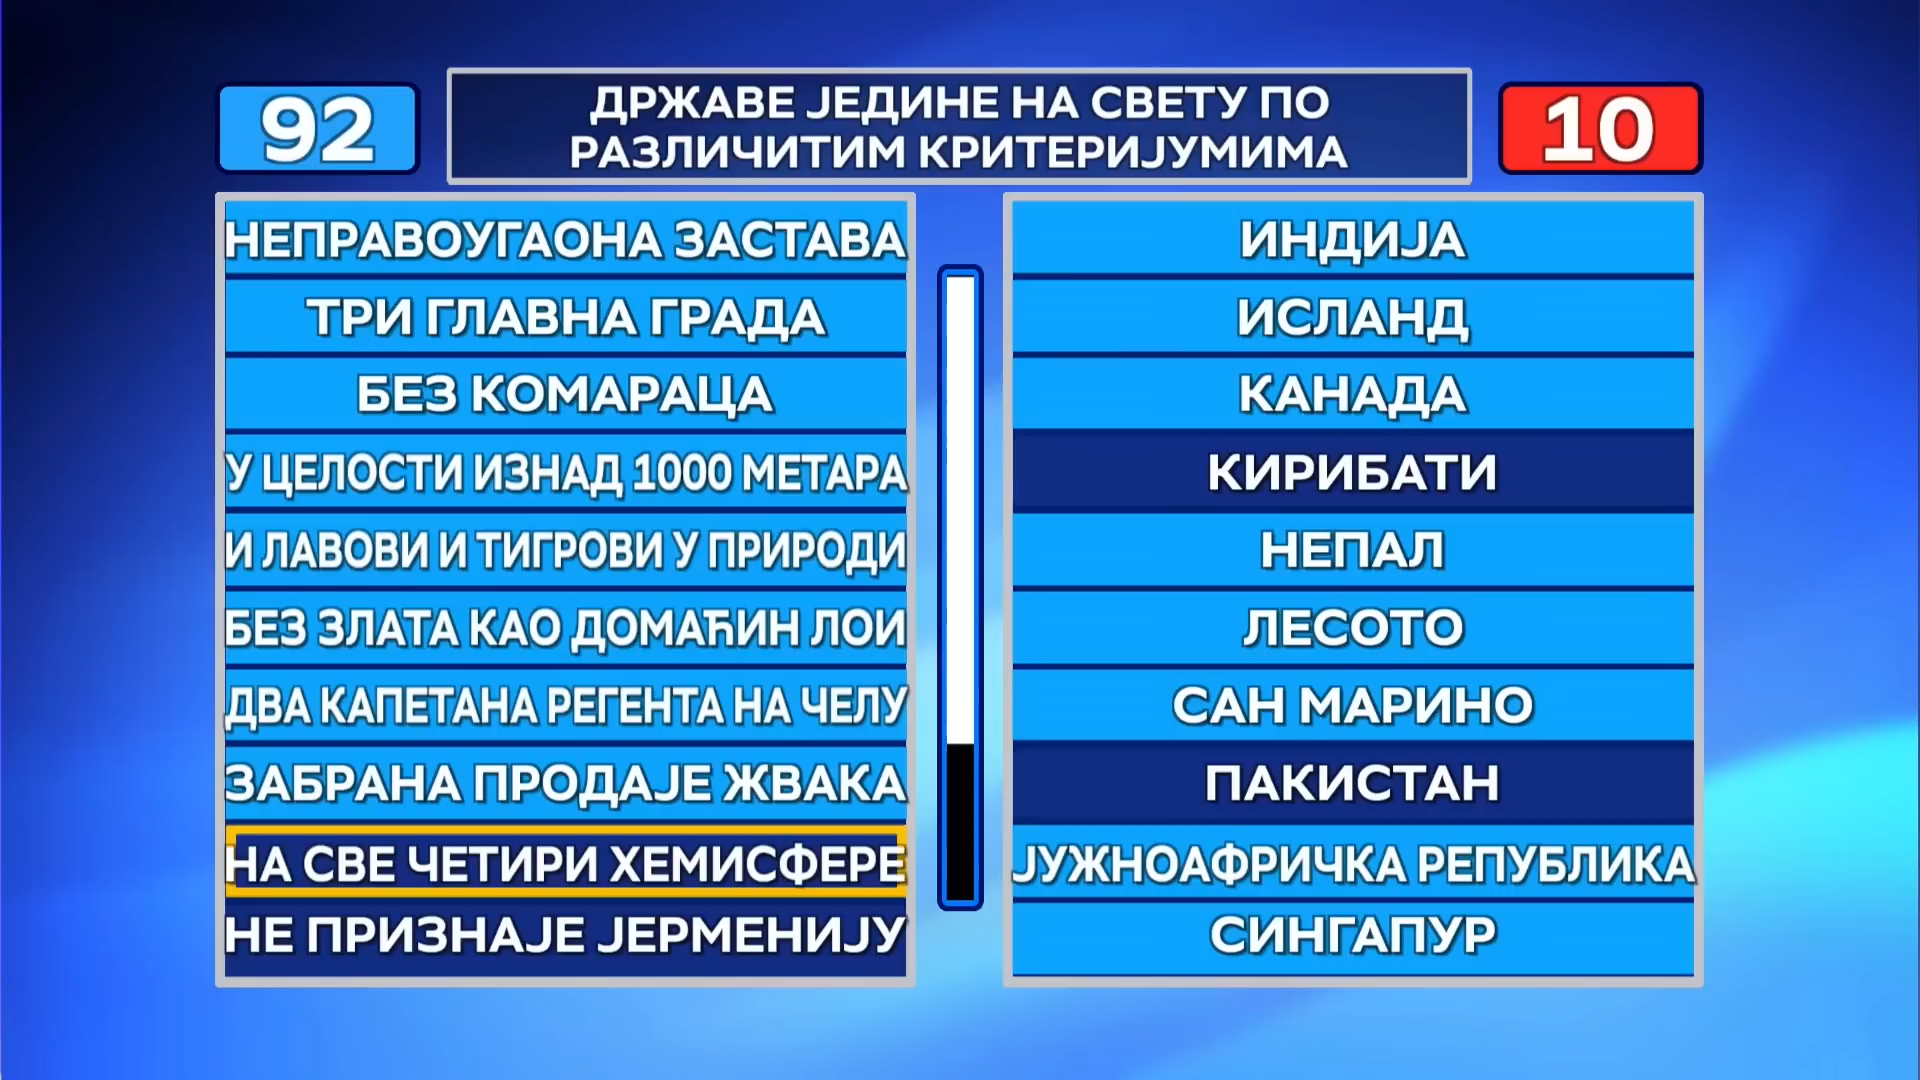 92
ДРЖАВЕ ЈЕДИНЕ НА СВЕТУ ПО
РАЗЛИЧИТИМ КРИТЕРИЈУМИМА
10
НЕПРАВОУГАОНА ЗАСТАВА
ИНДИЈА
ТРИ ГЛАВНА ГРАДА
ИСЛАНД
БЕЗ КОМАРАЦА
КАНАДА
У ЦЕЛОСТИ ИЗНАД 1000 МЕТАРА
КИРИБАТИ
И ЛАВОВИ И ТИГРОВИ У ПРИРОДИ
НЕПАЛ
БЕЗ ЗЛАТА КАО ДОМАЋИН ЛОИ
ЛЕСОТО
ДВА КАПЕТАНА РЕГЕНТА НА ЧЕЛУ
САН МАРИНО
ЗАБРАНА ПРОДАЈЕ ЖВАКА
ПАКИСТАН
НА СВЕ ЧЕТИРИ ХЕМИСФЕРЕ
ЈУЖНОАФРИЧКА РЕПУБЛИКА
НЕ ПРИЗНАЈЕ ЈЕРМЕНИЈУ
СИНГАПУР